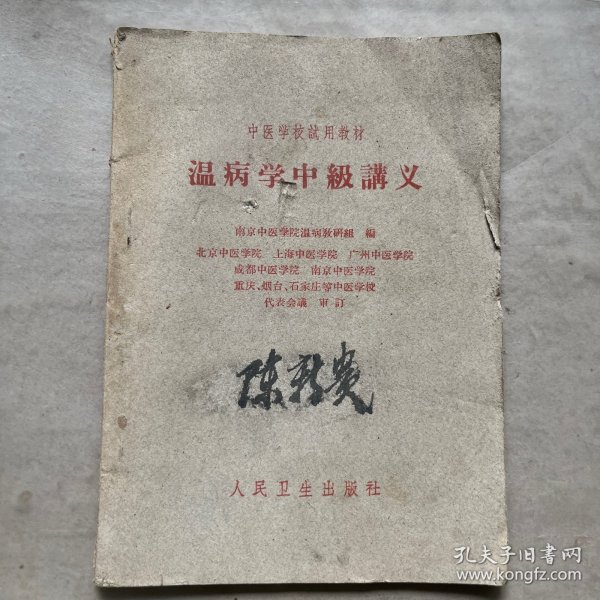 中医学校試用教材
温病学中級講义
南京中医学院温病教研組 編
北京中医学院 上海中医学院 广州中医学院
成都中医学院 南京中医学院
重庆、烟台、石家庄等中医学校
代表会議 审訂
陈新贵
人民卫生出版社
孔夫子旧书网
www.kongfz.com